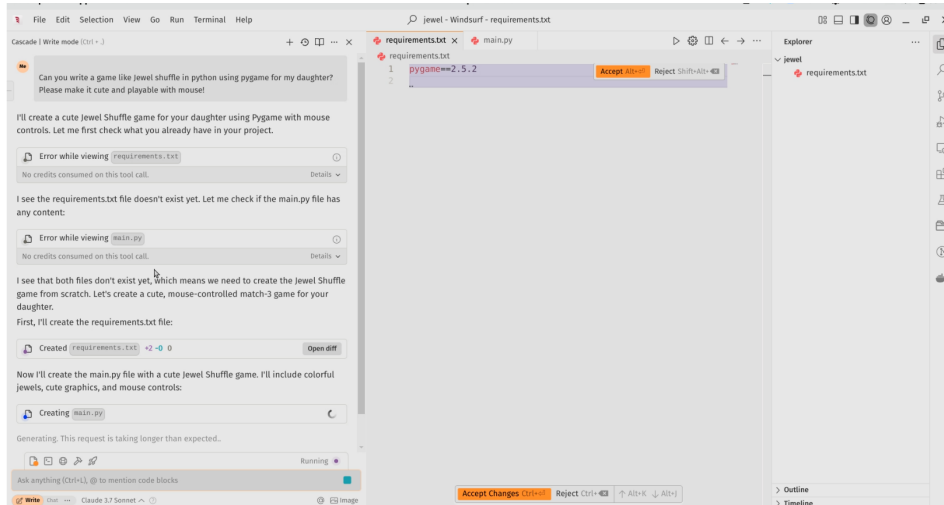 File Edit Selection View Go Run Terminal Help
jewel - Windsurf - requirements.txt
Cascade | Write mode (Ctrl + .)
requirements.txt
main.py
Explorer
Me
Can you write a game like Jewel shuffle in python using pygame for my daughter?
Please make it cute and playable with mouse!
I'll create a cute Jewel Shuffle game for your daughter using Pygame with mouse
controls. Let me first check what you already have in your project.
Error while viewing requirements.txt
No credits consumed on this tool call. Details
I see the requirements.txt file doesn't exist yet. Let me check if the main.py file has
any content:
Error while viewing main.py
No credits consumed on this tool call. Details
I see that both files don't exist yet, which means we need to create the Jewel Shuffle
game from scratch. Let's create a cute, mouse-controlled match-3 game for your
daughter.
First, I'll create the requirements.txt file:
Created requirements.txt +2 -0 0 Open diff
Now I'll create the main.py file with a cute Jewel Shuffle game. I'll include colorful
jewels, cute graphics, and mouse controls:
Creating main.py
Generating. This request is taking longer than expected..
Running
Ask anything (Ctrl+L), @ to mention code blocks
Write Chat ... Claude 3.7 Sonnet @ Image
requirements.txt
1 pygame==2.5.2
2
Accept Alt+⏎ Reject Shift+Alt+⌫
Accept Changes Ctrl+⏎ Reject Ctrl+⌫ ↑ Alt+K ↓ Alt+J
jewel
requirements.txt
Outline
Timeline